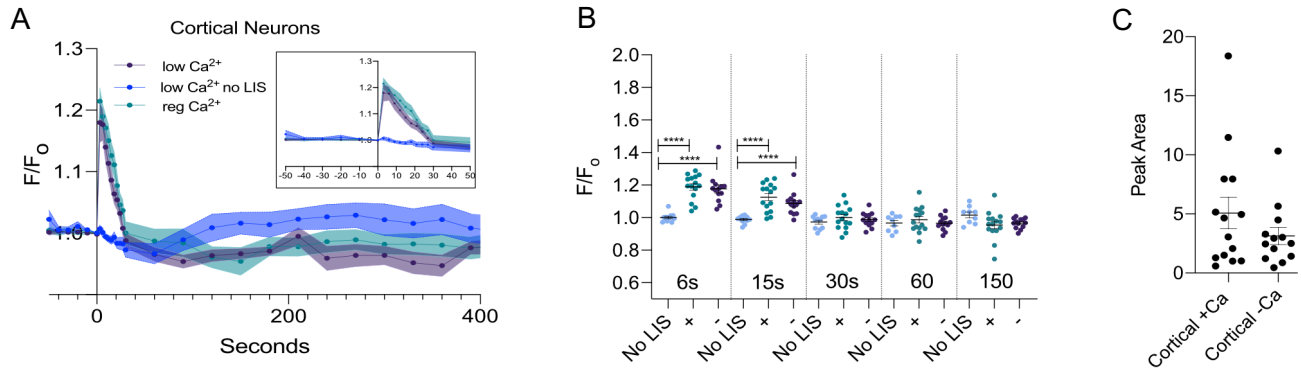 A
Cortical Neurons
low Ca2+
low Ca2+ no LIS
reg Ca2+
1.3
1.2
1.1
1.0
F/Fo
0
200
400
Seconds
1.3
1.2
1.1
1.0
-50 -40 -30 -20 -10 0 10 20 30 40 50
B
2.0
1.8
1.6
1.4
1.2
1.0
0.8
0.6
F/Fo
****
****
****
****
6s
15s
30s
60
150
No LIS + -
No LIS + -
No LIS + -
No LIS + -
No LIS + -
C
20
15
10
5
0
Peak Area
Cortical +Ca
Cortical -Ca